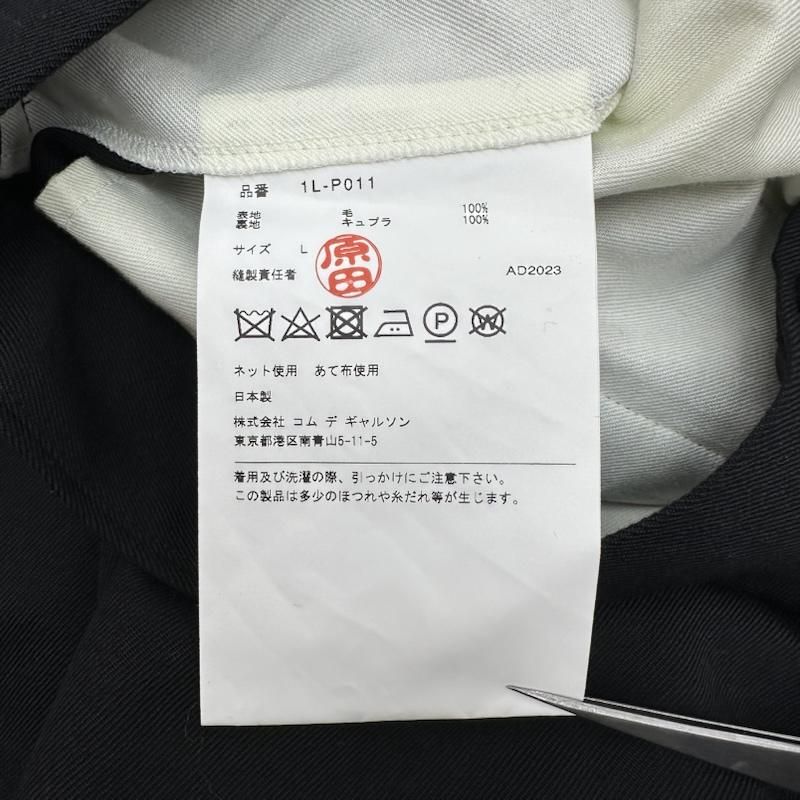 品番 1L-P011
表地 毛 100%
裏地 キュプラ 100%
サイズ L
縫製責任者 原田 AD2023
P W
ネット使用 あて布使用
日本製
株式会社 コム デ ギャルソン
東京都港区南青山5-11-5
着用及び洗濯の際、引っかけにご注意下さい。
この製品は多少のほつれや糸だれ等が生じます。